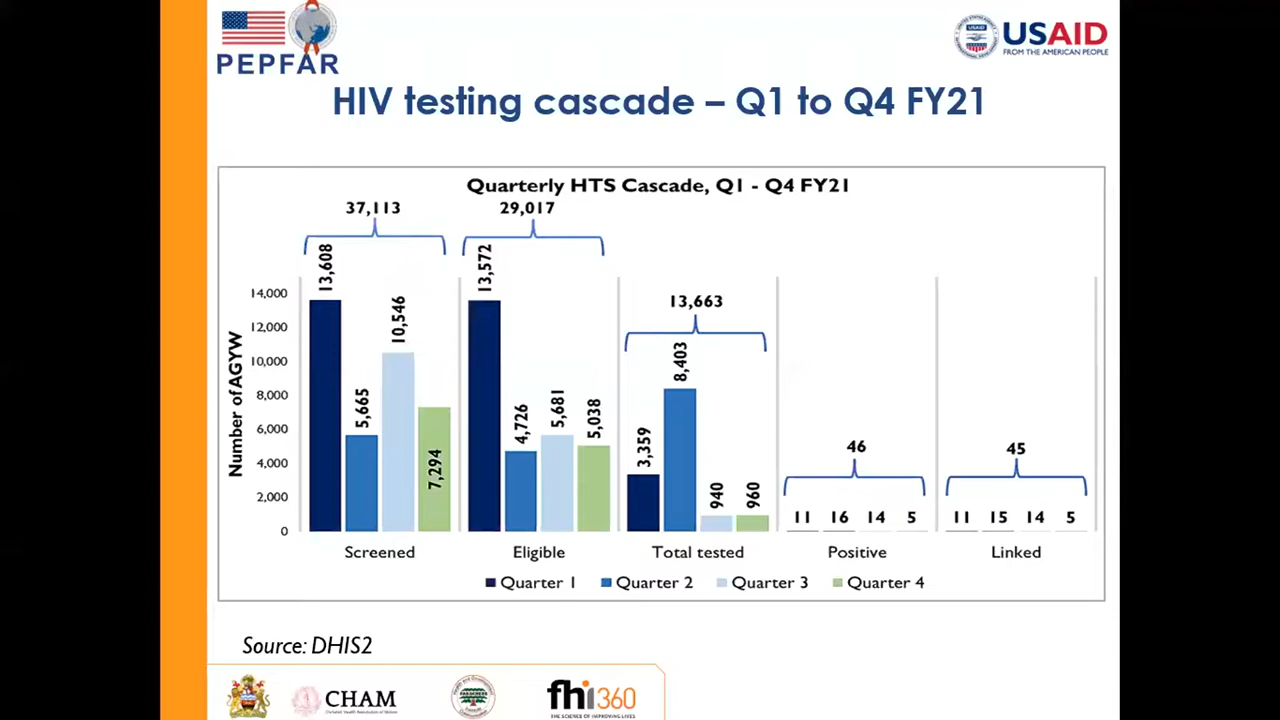 PEPFAR
USAID
FROM THE AMERICAN PEOPLE
HIV testing cascade – Q1 to Q4 FY21
Quarterly HTS Cascade, Q1 - Q4 FY21
37,113
29,017
13,663
46
45
Number of AGYW
14,000
12,000
10,000
8,000
6,000
4,000
2,000
0
13,608
5,665
10,546
7,294
13,572
4,726
5,681
5,038
3,359
8,403
940
960
11 16 14 5
11 15 14 5
Screened Eligible Total tested Positive Linked
Quarter 1 Quarter 2 Quarter 3 Quarter 4
Source: DHIS2
CHAM
fhi360
THE SCIENCE OF IMPROVING LIVES